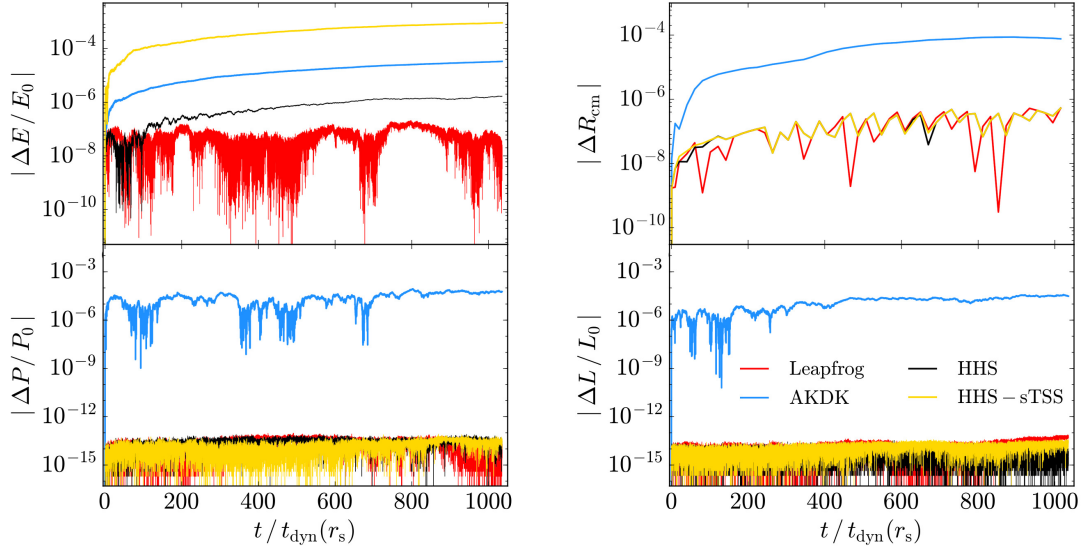 | ΔE / E₀ |
10⁻⁴
10⁻⁶
10⁻⁸
10⁻¹⁰
| ΔP / P₀ |
10⁻³
10⁻⁶
10⁻⁹
10⁻¹²
10⁻¹⁵
0 200 400 600 800 1000
t / t_dyn(r_s)
| ΔR_cm |
10⁻⁴
10⁻⁶
10⁻⁸
10⁻¹⁰
| ΔL / L₀ |
10⁻³
10⁻⁶
10⁻⁹
10⁻¹²
10⁻¹⁵
Leapfrog HHS
AKDK HHS − sTSS
0 200 400 600 800 1000
t / t_dyn(r_s)